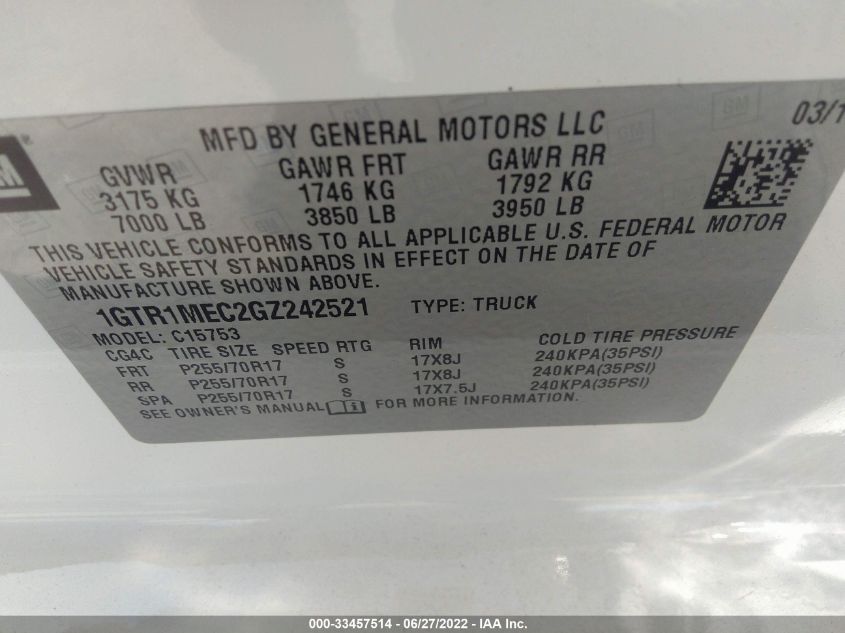 03/1
MFD BY GENERAL MOTORS LLC
GVWR GAWR FRT GAWR RR
3175 KG 1746 KG 1792 KG
7000 LB 3850 LB 3950 LB
THIS VEHICLE CONFORMS TO ALL APPLICABLE U.S. FEDERAL MOTOR
VEHICLE SAFETY STANDARDS IN EFFECT ON THE DATE OF
MANUFACTURE SHOWN ABOVE.
1GTR1MEC2GZ242521 TYPE: TRUCK
MODEL: C15753
CG4C TIRE SIZE SPEED RTG RIM COLD TIRE PRESSURE
FRT P255/70R17 S 17X8J 240KPA(35PSI)
RR P255/70R17 S 17X8J 240KPA(35PSI)
SPA P255/70R17 S 17X7.5J 240KPA(35PSI)
SEE OWNER'S MANUAL FOR MORE INFORMATION.
000-33457514 - 06/27/2022 - IAA Inc.